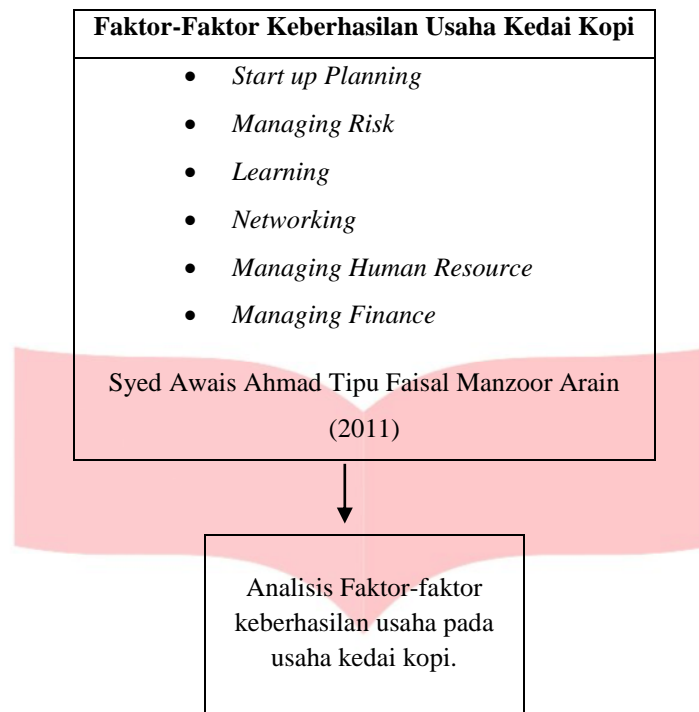 Faktor-Faktor Keberhasilan Usaha Kedai Kopi
• Start up Planning
• Managing Risk
• Learning
• Networking
• Managing Human Resource
• Managing Finance
Syed Awais Ahmad Tipu Faisal Manzoor Arain
(2011)
Analisis Faktor-faktor
keberhasilan usaha pada
usaha kedai kopi.